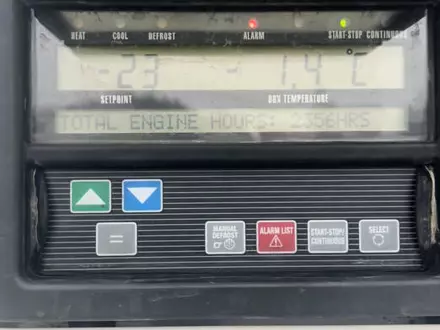 HEAT COOL DEFROST ALARM START-STOP CONTINUOUS
-23 - 1.4 °C
SETPOINT BOX TEMPERATURE
TOTAL ENGINE HOURS: 2356HRS
=
MANUAL DEFROST
ALARM LIST
START-STOP/ CONTINUOUS
SELECT